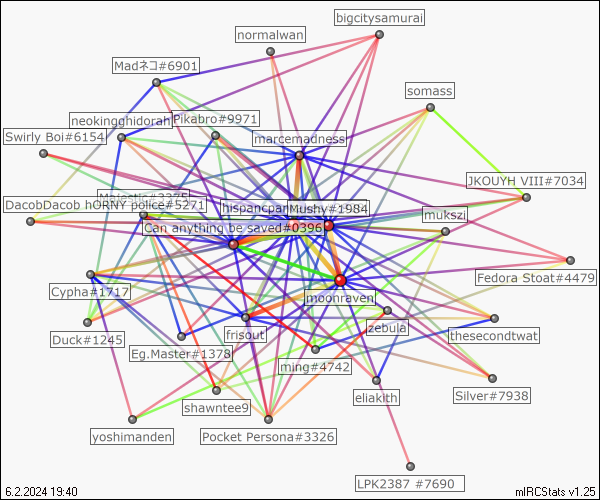 bigcitysamurai
normalwan
Madネコ#6901
somass
neokingghidorah
Pikabro#9971
Swirly Boi#6154
marcemadness
JKOUYH VIII#7034
DacobDacob hORNY police#5271
hispancpar
Mushy#1984
mukszi
Can anything be saved#0396
Fedora Stoat#4479
Cypha#1717
moonraven
zebula
frisout
thesecondtwat
Duck#1245
Eg.Master#1378
ming#4742
Silver#7938
eliakith
shawntee9
yoshimanden
Pocket Persona#3326
LPK2387 #7690
6.2.2024 19:40
mIRCStats v1.25